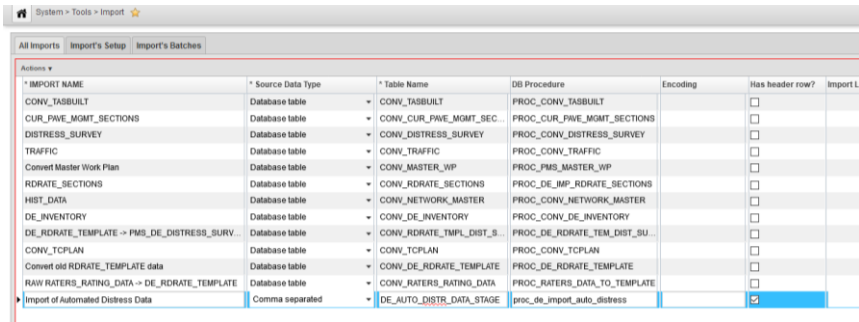 System > Tools > Import
All Imports Import's Setup Import's Batches
Actions
* IMPORT NAME * Source Data Type * Table Name DB Procedure Encoding Has header row? Import L
CONV_TASBUILT Database table CONV_TASBUILT PROC_CONV_TASBUILT
CUR_PAVE_MGMT_SECTIONS Database table CONV_CUR_PAVE_MGMT_SEC... PROC_CUR_PAVE_MGMT_SECTIONS
DISTRESS_SURVEY Database table CONV_DISTRESS_SURVEY PROC_CONV_DISTRESS_SURVEY
TRAFFIC Database table CONV_TRAFFIC PROC_CONV_TRAFFIC
Convert Master Work Plan Database table CONV_MASTER_WP PROC_PMS_MASTER_WP
RDRATE_SECTIONS Database table CONV_RDRATE_SECTIONS PROC_DE_IMP_RDRATE_SECTIONS
HIST_DATA Database table CONV_NETWORK_MASTER PROC_CONV_NETWORK_MASTER
DE_INVENTORY Database table CONV_DE_INVENTORY PROC_CONV_DE_INVENTORY
DE_RDRATE_TEMPLATE -> PMS_DE_DISTRESS_SURV... Database table CONV_RDRATE_TMPL_DIST_S... PROC_DE_RDRATE_TEM_DIST_SU...
CONV_TCPLAN Database table CONV_TCPLAN PROC_CONV_TCPLAN
Convert old RDRATE_TEMPLATE data Database table CONV_DE_RDRATE_TEMPLATE PROC_DE_RDRATE_TEMPLATE
RAW RATERS_RATING_DATA -> DE_RDRATE_TEMPLATE Database table CONV_RATERS_RATING_DATA PROC_RATERS_DATA_TO_TEMPLATE
Import of Automated Distress Data Comma separated DE_AUTO_DISTR_DATA_STAGE proc_de_import_auto_distress